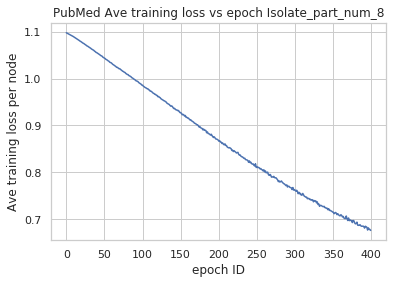 PubMed Ave training loss vs epoch Isolate_part_num_8
Ave training loss per node
1.1
1.0
0.9
0.8
0.7
0 50 100 150 200 250 300 350 400
epoch ID